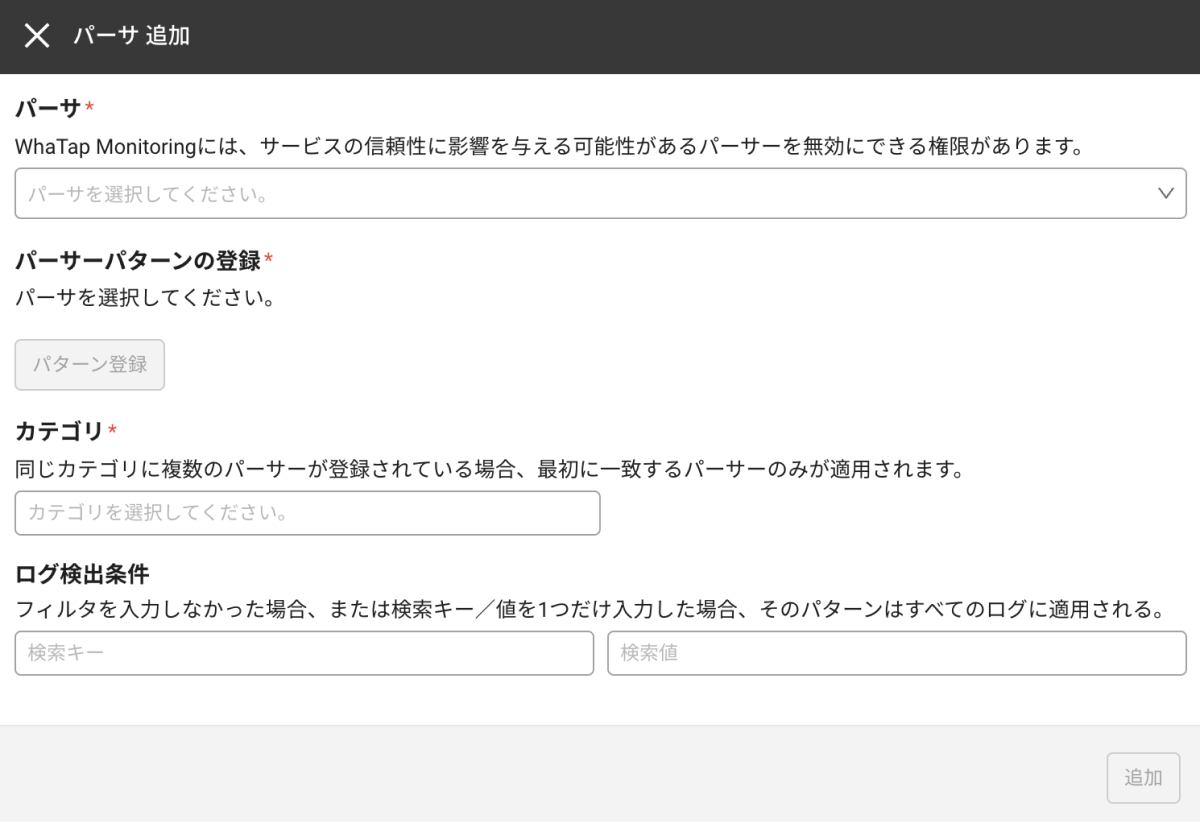 パーサ 追加
パーサ*
WhaTap Monitoringには、サービスの信頼性に影響を与える可能性があるパーサーを無効にできる権限があります。
パーサを選択してください。
パーサーパターンの登録*
パーサを選択してください。
パターン登録
カテゴリ*
同じカテゴリに複数のパーサーが登録されている場合、最初に一致するパーサーのみが適用されます。
カテゴリを選択してください。
ログ検出条件
フィルタを入力しなかった場合、または検索キー／値を1つだけ入力した場合、そのパターンはすべてのログに適用される。
検索キー 検索値
追加